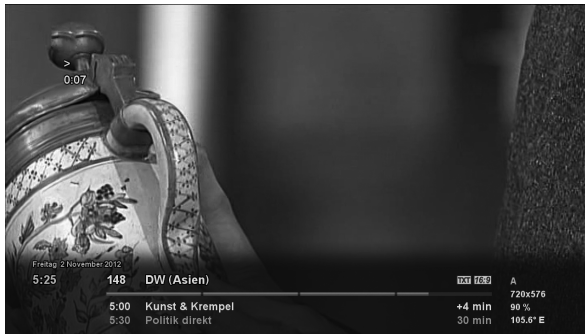 >
0:07
Freitag 2 November 2012
5:25 148 DW (Asien) TXT 16:9 A
720x576
5:00 Kunst & Krempel +4 min 90 %
5:30 Politik direkt 30 min 105.6° E